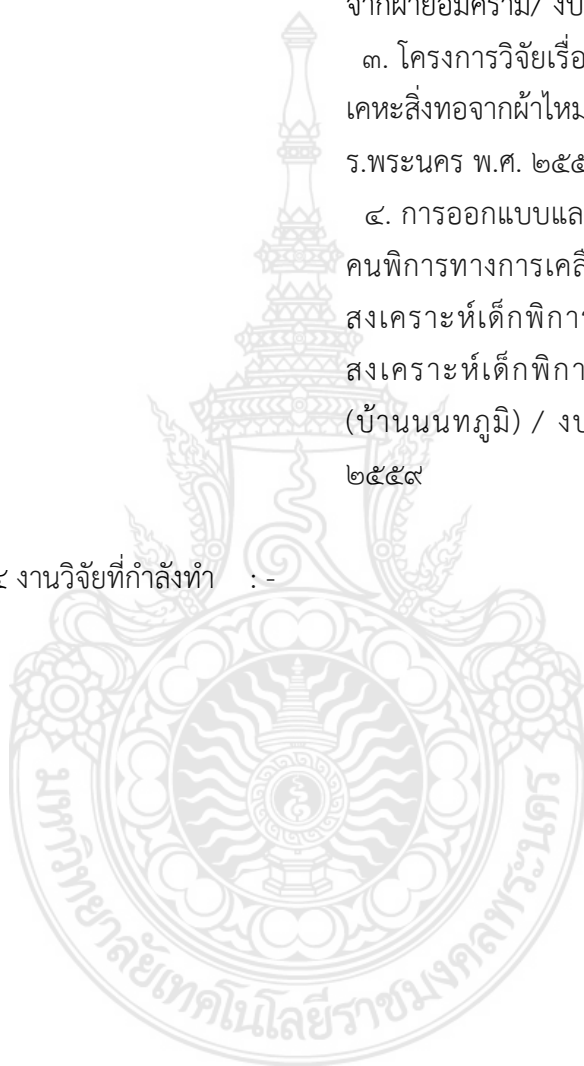 จากฝ้ายย้อมคราม/ งบ
๓. โครงการวิจัยเรื่อ
เคหะสิ่งทอจากผ้าไหม
ร.พระนคร พ.ศ. ๒๕๕
๔. การออกแบบแล
คนพิการทางการเคลื
สงเคราะห์เด็กพิการ
สงเคราะห์เด็กพิกา
(บ้านนนทภูมิ) / งบ
๒๕๕๙
งานวิจัยที่กำลังทำ : -
มหาวิทยาลัยเทคโนโลยีราชมงคลพระนคร